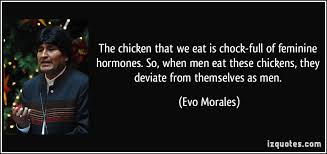 The chicken that we eat is chock-full of feminine
hormones. So, when men eat these chickens, they
deviate from themselves as men.
(Evo Morales)
izquotes.com